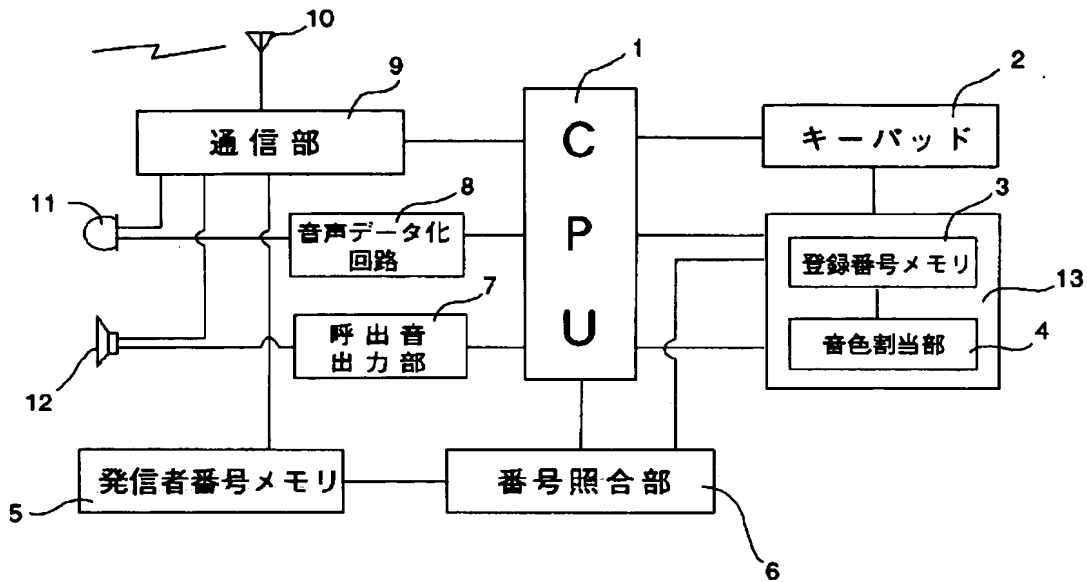 10
1
2
9
通信部
C
P
U
キーパッド
11
8
音声データ化
回路
3
登録番号メモリ
13
7
呼出音
出力部
音色割当部
4
12
発信者番号メモリ
番号照合部
5
6